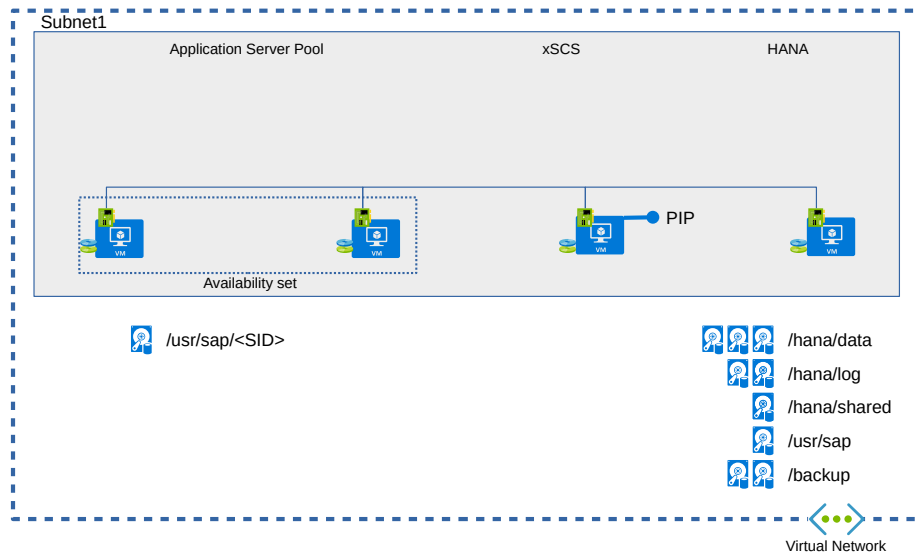 Subnet1
Application Server Pool
xSCS
HANA
PIP
VM
VM
VM
VM
Availability set
/usr/sap/<SID>
/hana/data
/hana/log
/hana/shared
/usr/sap
/backup
Virtual Network